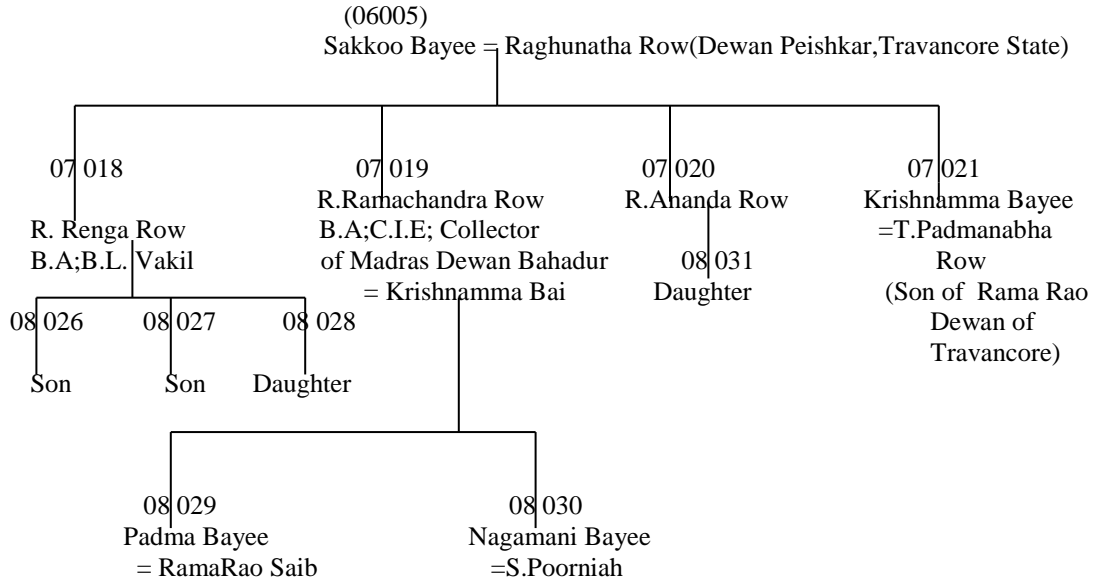 (06005)
Sakkoo Bayee = Raghunatha Row(Dewan Peishkar,Travancore State)
07 018
R. Renga Row
B.A;B.L. Vakil
07 019
R.Ramachandra Row
B.A;C.I.E; Collector
of Madras Dewan Bahadur
= Krishnamma Bai
07 020
R.Ananda Row
08 031
Daughter
07 021
Krishnamma Bayee
=T.Padmanabha
Row
(Son of Rama Rao
Dewan of
Travancore)
08 026
Son
08 027
Son
08 028
Daughter
08 029
Padma Bayee
= RamaRao Saib
08 030
Nagamani Bayee
=S.Poorniah